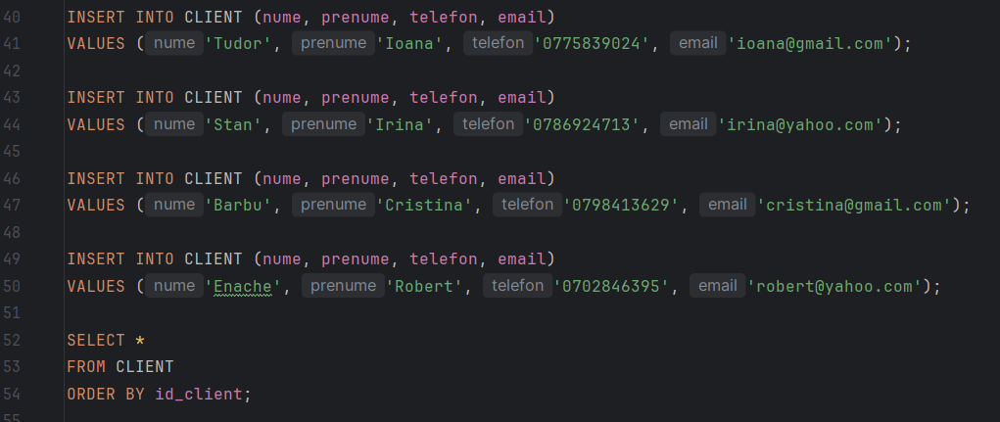 40 INSERT INTO CLIENT (nume, prenume, telefon, email)
41 VALUES ( nume 'Tudor', prenume 'Ioana', telefon '0775839024', email 'ioana@gmail.com');
42
43 INSERT INTO CLIENT (nume, prenume, telefon, email)
44 VALUES ( nume 'Stan', prenume 'Irina', telefon '0786924713', email 'irina@yahoo.com');
45
46 INSERT INTO CLIENT (nume, prenume, telefon, email)
47 VALUES ( nume 'Barbu', prenume 'Cristina', telefon '0798413629', email 'cristina@gmail.com');
48
49 INSERT INTO CLIENT (nume, prenume, telefon, email)
50 VALUES ( nume 'Enache', prenume 'Robert', telefon '0702846395', email 'robert@yahoo.com');
51
52 SELECT *
53 FROM CLIENT
54 ORDER BY id_client;
55